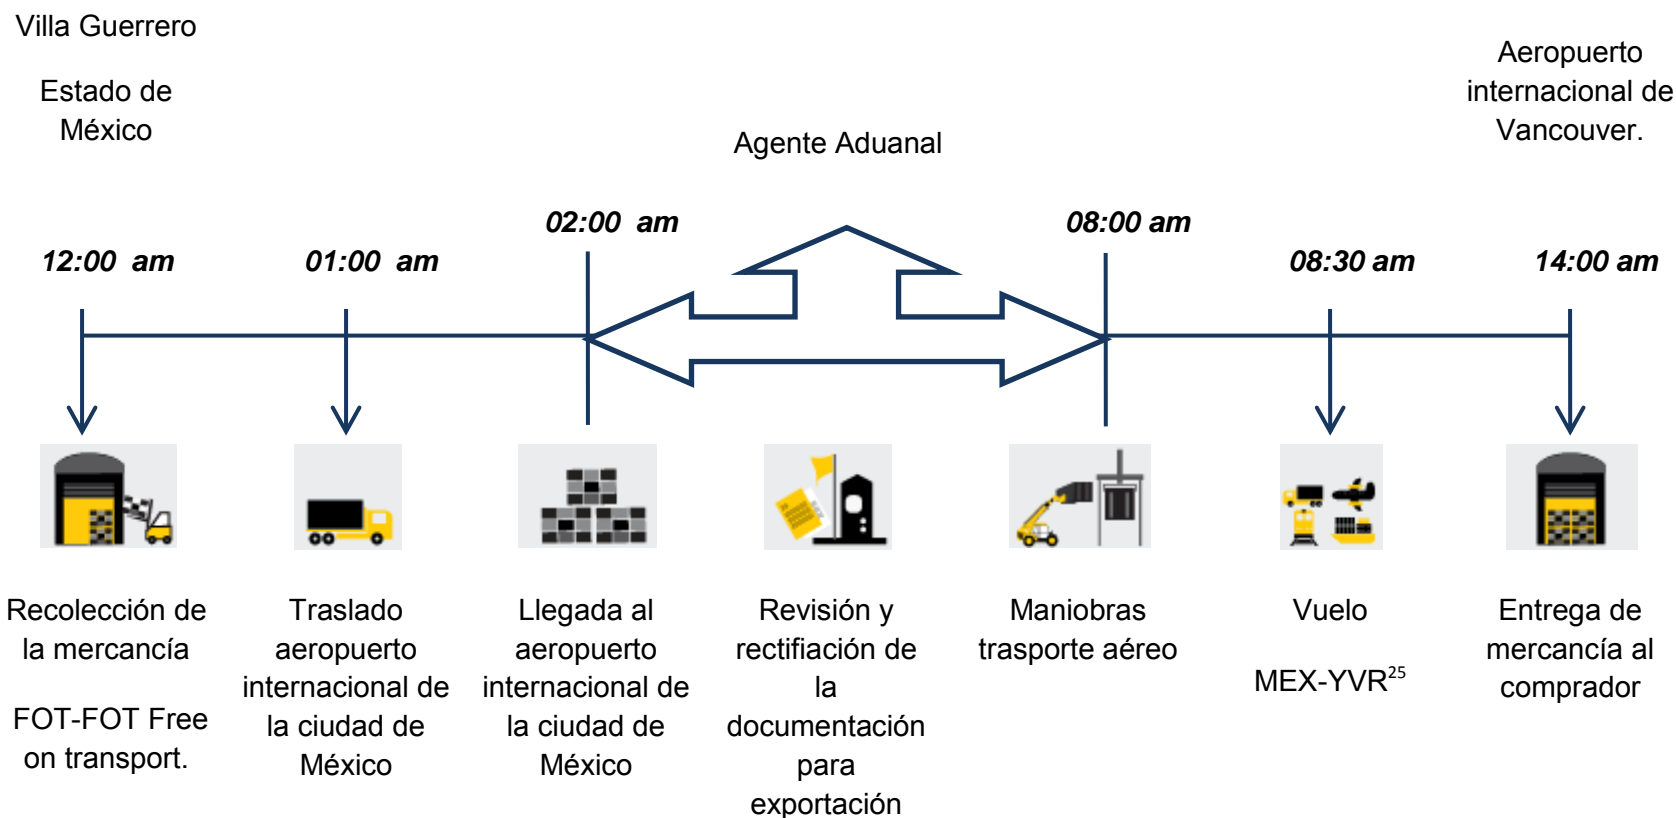 Villa Guerrero
Estado de
México
Aeropuerto
internacional de
Vancouver.
Agente Aduanal
12:00 am
01:00 am
02:00 am
08:00 am
08:30 am
14:00 am
Recolección de
la mercancía
FOT-FOT Free
on transport.
Traslado
aeropuerto
internacional de
la ciudad de
México
Llegada al
aeropuerto
internacional de
la ciudad de
México
Revisión y
rectifiación de
la
documentación
para
exportación
Maniobras
trasporte aéreo
Vuelo
MEX-YVR25
Entrega de
mercancía al
comprador